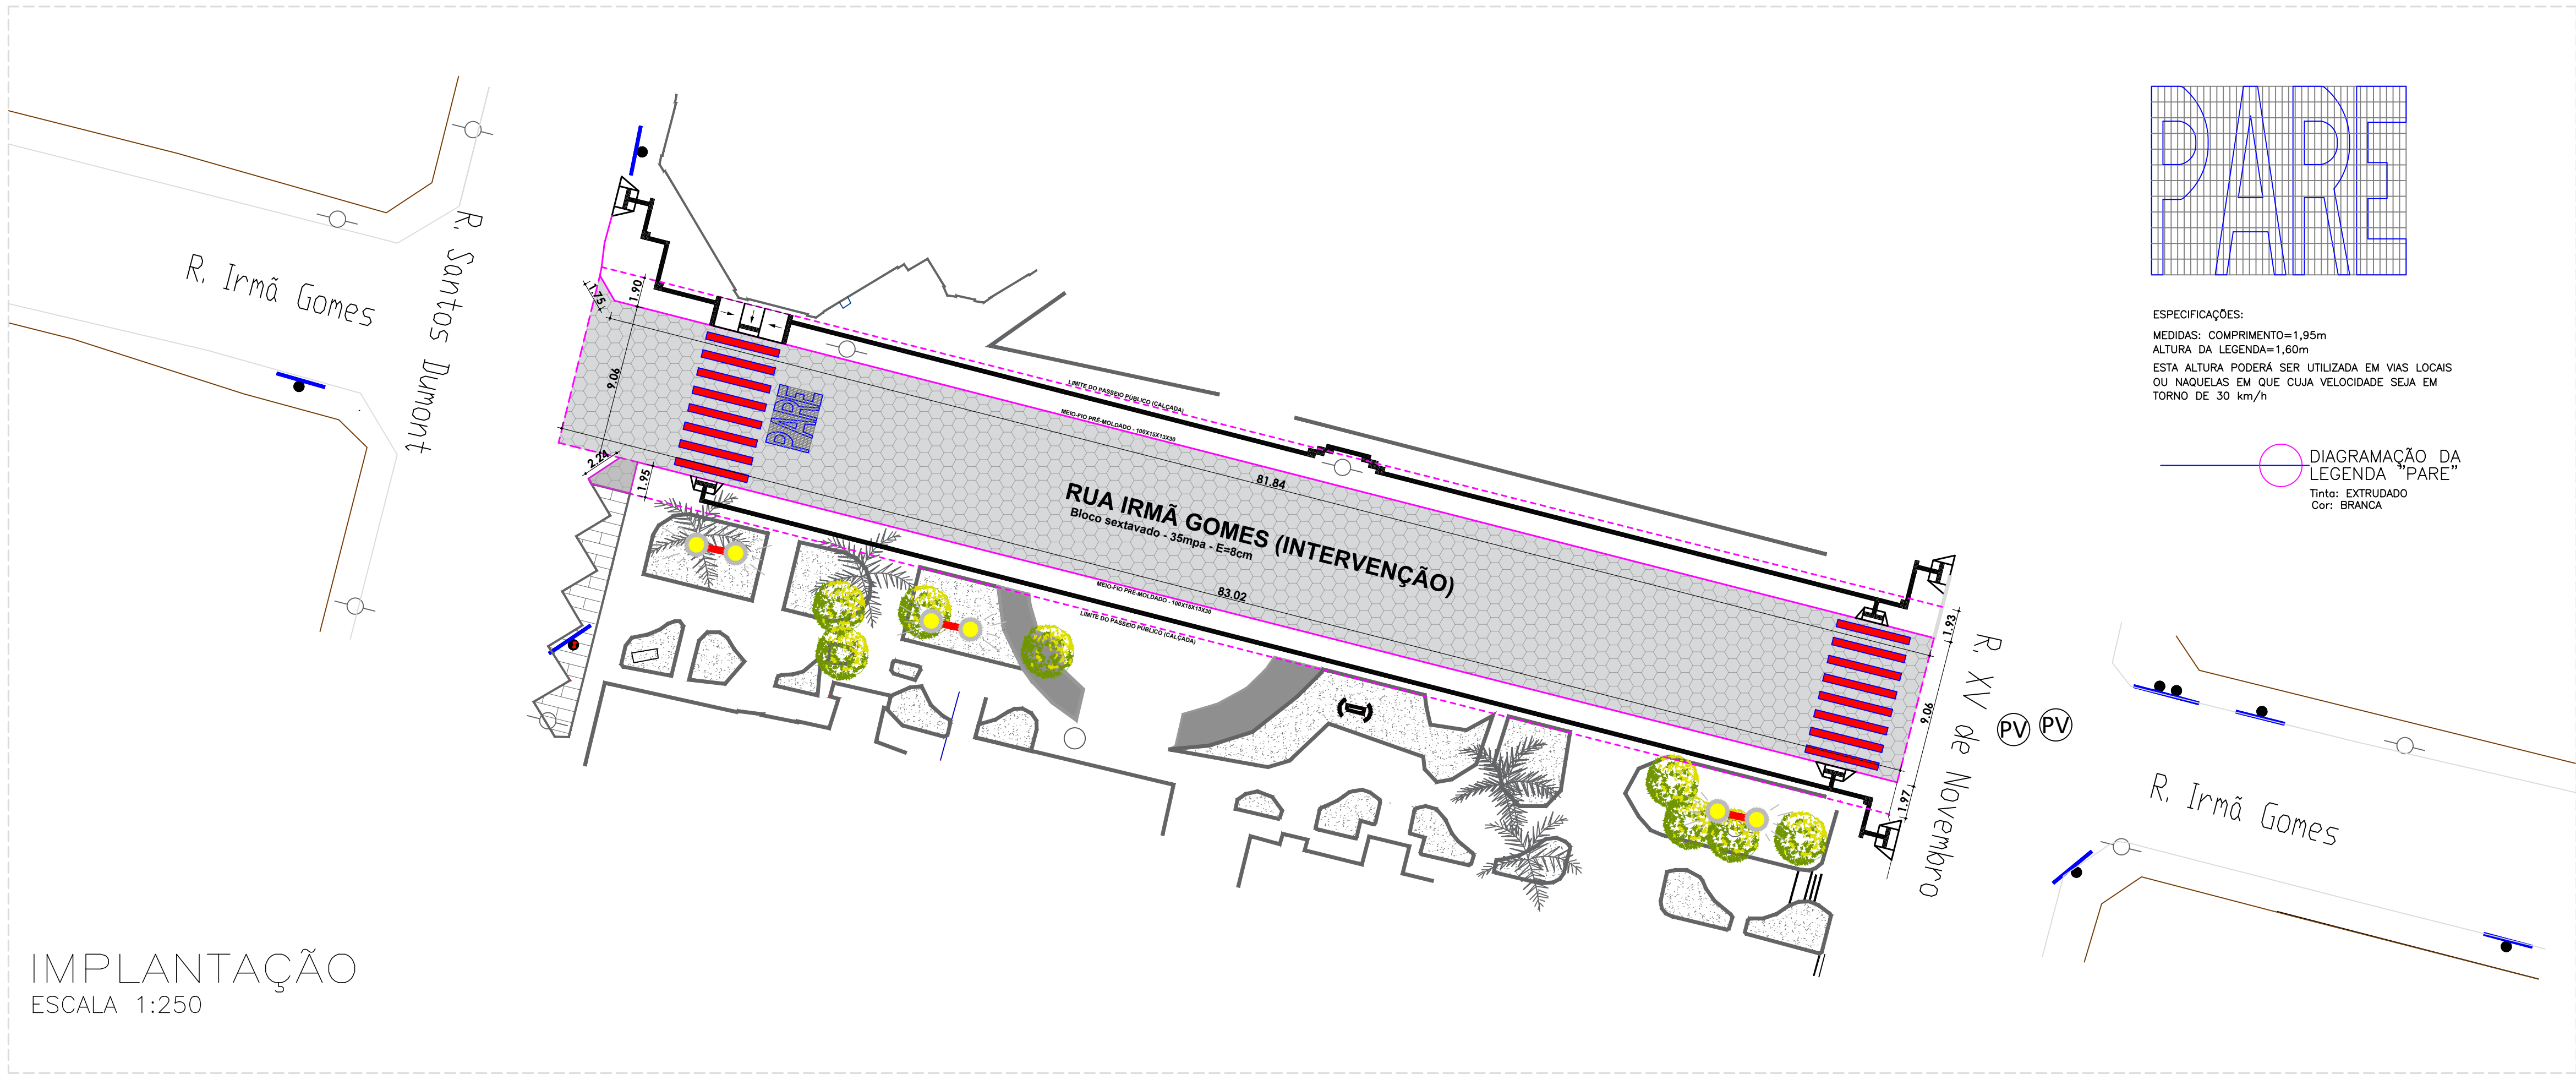 PARE
ESPECIFICAÇÕES:
MEDIDAS: COMPRIMENTO=1,95m
ALTURA DA LEGENDA=1,60m
ESTA ALTURA PODERÁ SER UTILIZADA EM VIAS LOCAIS
OU NAQUELAS EM QUE CUJA VELOCIDADE SEJA EM
TORNO DE 30 km/h
DIAGRAMAÇÃO DA
LEGENDA "PARE"
Tinta: EXTRUDADO
Cor: BRANCA
R. Irmã Gomes
R. Santos Dumont
1.75
1.90
9.06
2.24
1.95
PARE
LIMITE DO PASSEIO PÚBLICO (CALÇADA)
MEIO-FIO PRÉ-MOLDADO - 100X15X13X30
81.84
RUA IRMÃ GOMES (INTERVENÇÃO)
Bloco sextavado - 35mpa - E=8cm
83.02
MEIO-FIO PRÉ-MOLDADO - 100X15X13X30
LIMITE DO PASSEIO PÚBLICO (CALÇADA)
1.93
9.06
1.97
R. XV de Novembro
PV
PV
R. Irmã Gomes
IMPLANTAÇÃO
ESCALA 1:250